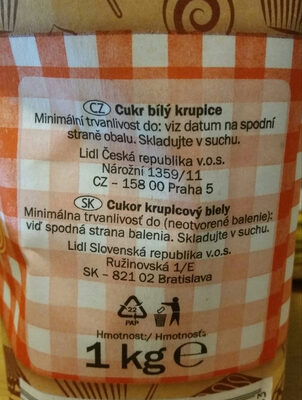 CZ Cukr bílý krupice
Minimální trvanlivost do: viz datum na spodní
straně obalu. Skladujte v suchu.
Lidl Česká republika v.o.s.
Nárožní 1359/11
CZ – 158 00 Praha 5
SK Cukor krupicový biely
Minimálna trvanlivosť do (neotvorené balenie):
viď spodná strana balenia. Skladujte v suchu.
Lidl Slovenská republika v.o.s.
Ružinovská 1/E
SK – 821 02 Bratislava
22
PAP
Hmotnost:/ Hmotnosť:
1 kg ℮